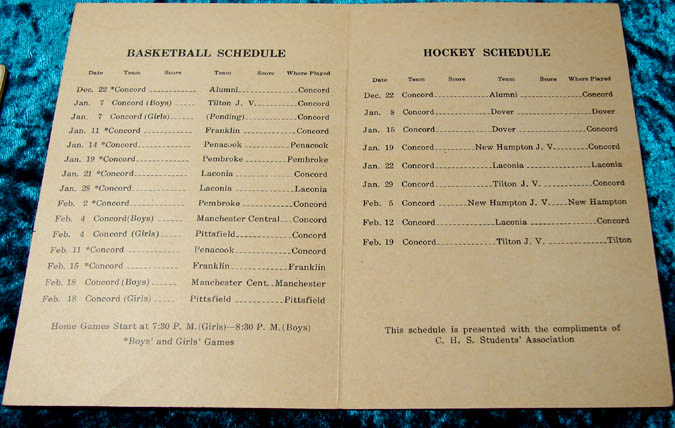 BASKETBALL SCHEDULE
Date Team Score Team Score Where Played
Dec. 22 *Concord Alumni Concord
Jan. 7 Concord (Boys) Tilton J. V. Concord
Jan. 7 Concord (Girls) (Pending) Concord
Jan. 11 *Concord Franklin Concord
Jan. 14 *Concord Penacook Penacook
Jan. 19 *Concord Pembroke Pembroke
Jan. 21 *Concord Laconia Concord
Jan. 28 *Concord Laconia Laconia
Feb. 2 *Concord Pembroke Concord
Feb. 4 Concord (Boys) Manchester Central Concord
Feb. 4 Concord (Girls) Pittsfield Concord
Feb. 11 *Concord Penacook Concord
Feb. 15 *Concord Franklin Franklin
Feb. 18 Concord (Boys) Manchester Cent. Manchester
Feb. 18 Concord (Girls) Pittsfield Pittsfield
Home Games Start at 7:30 P. M. (Girls)—8:30 P. M. (Boys)
*Boys' and Girls' Games
HOCKEY SCHEDULE
Date Team Score Team Score Where Played
Dec. 22 Concord Alumni Concord
Jan. 8 Concord Dover Dover
Jan. 15 Concord Dover Concord
Jan. 19 Concord New Hampton J. V. Concord
Jan. 22 Concord Laconia Laconia
Jan. 29 Concord Tilton J. V. Concord
Feb. 5 Concord New Hampton J. V. New Hampton
Feb. 12 Concord Laconia Concord
Feb. 19 Concord Tilton J. V. Tilton
This schedule is presented with the compliments of
C. H. S. Students' Association